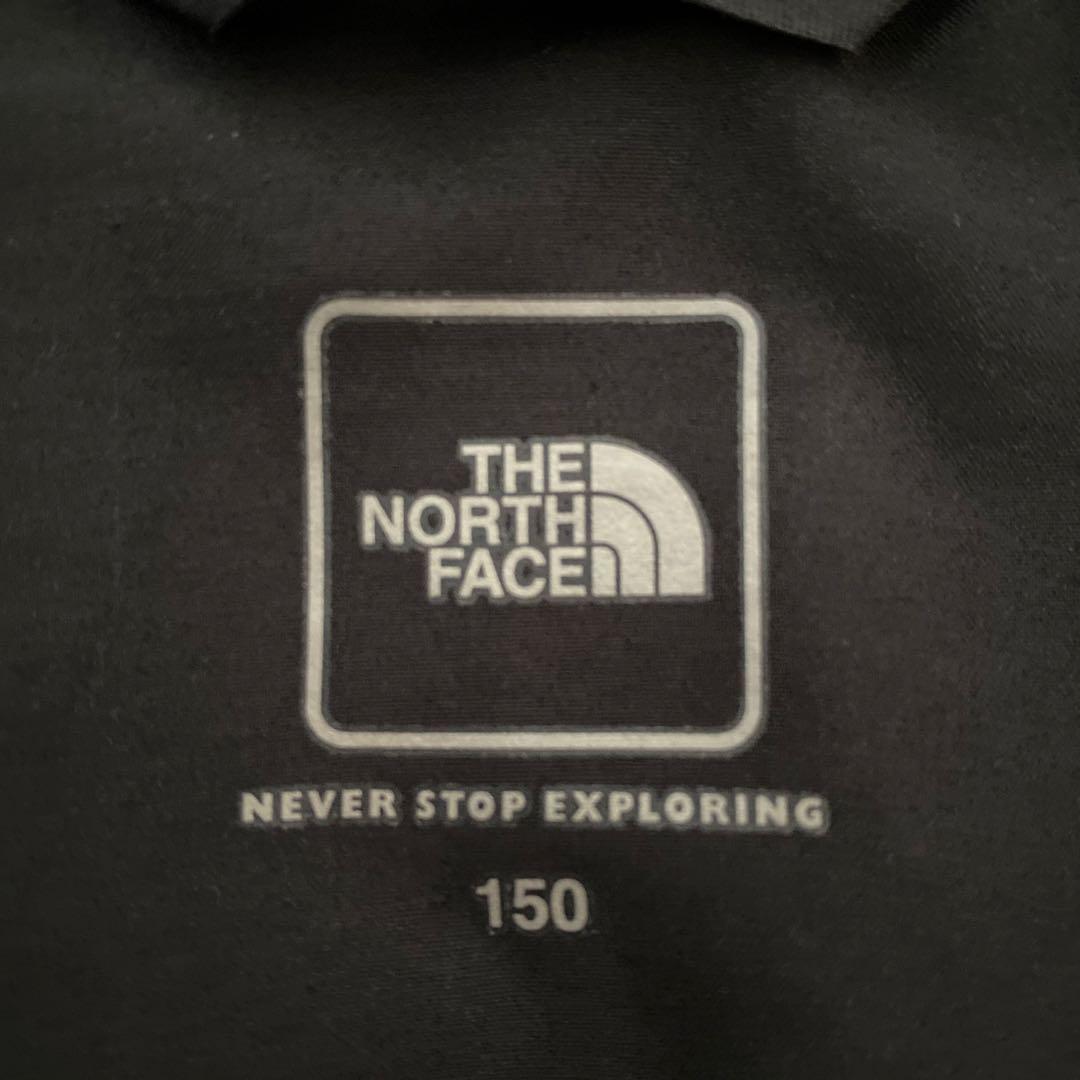 THE
NORTH
FACE
NEVER STOP EXPLORING
150